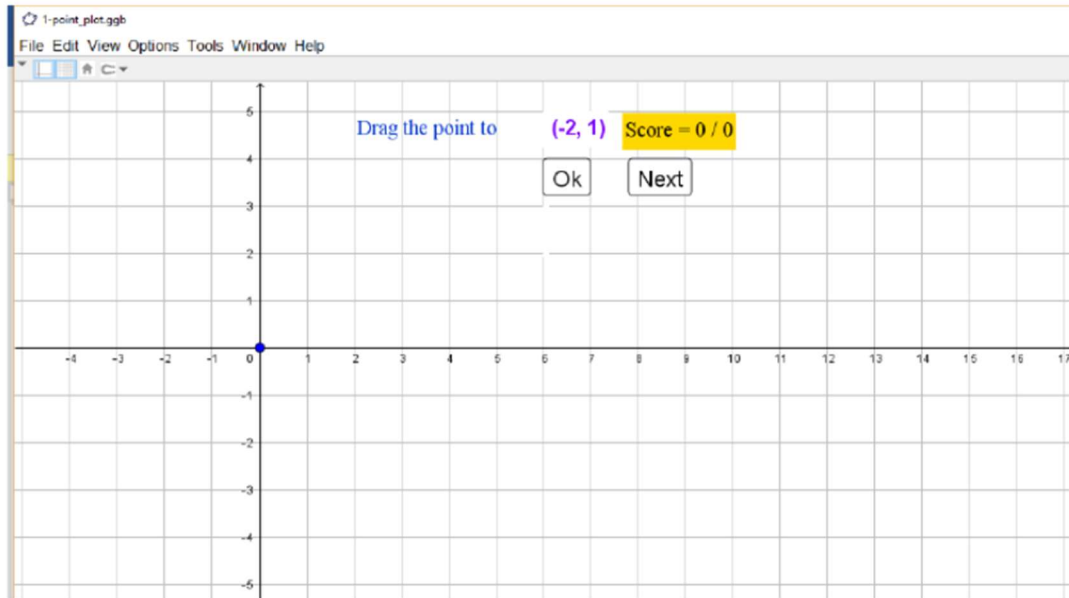 1-point_plot.ggb
File Edit View Options Tools Window Help
5
Drag the point to (-2, 1) Score = 0 / 0
4
Ok Next
3
2
1
-4 -3 -2 -1 0 1 2 3 4 5 6 7 8 9 10 11 12 13 14 15 16 17
-1
-2
-3
-4
-5